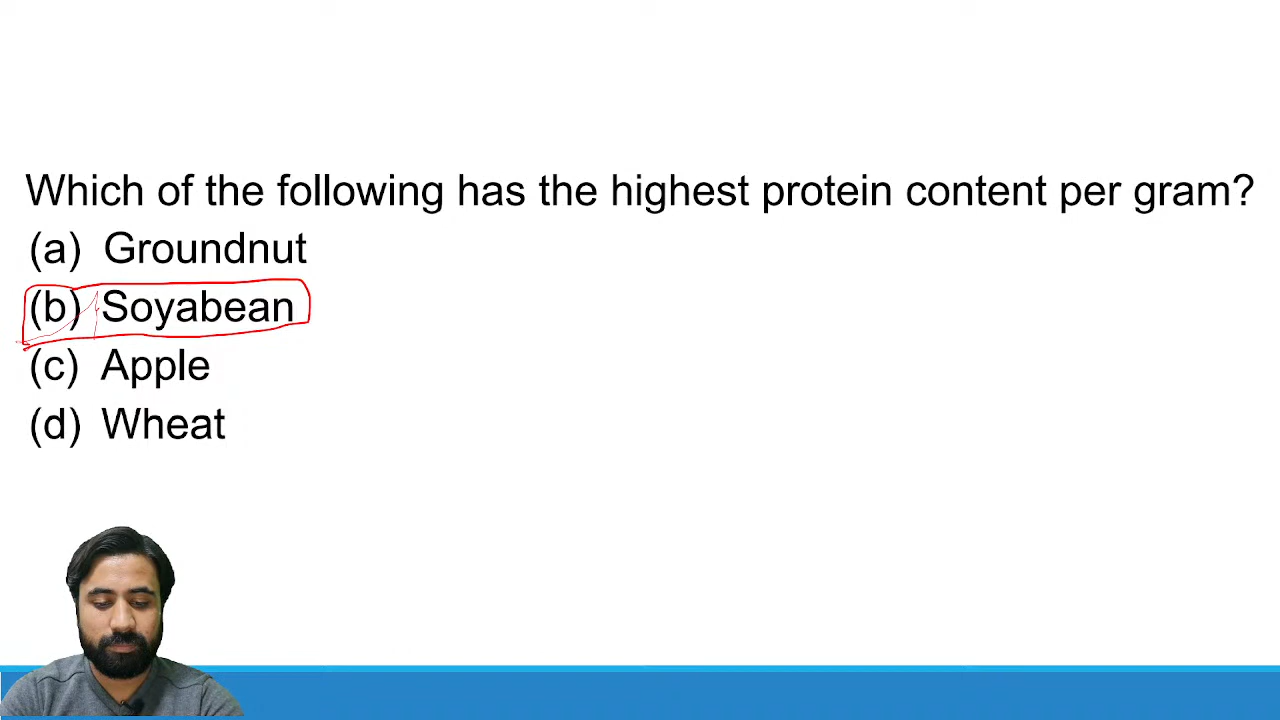 Which of the following has the highest protein content per gram?
(a) Groundnut
(b) Soyabean
(c) Apple
(d) Wheat